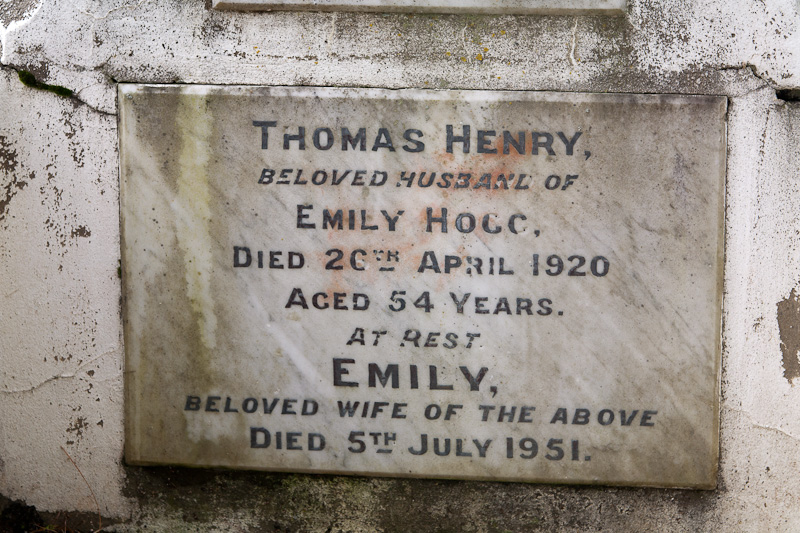 THOMAS HENRY,
BELOVED HUSBAND OF
EMILY HOGG,
DIED 26TH APRIL 1920
AGED 54 YEARS.
AT REST
EMILY,
BELOVED WIFE OF THE ABOVE
DIED 5TH JULY 1951.